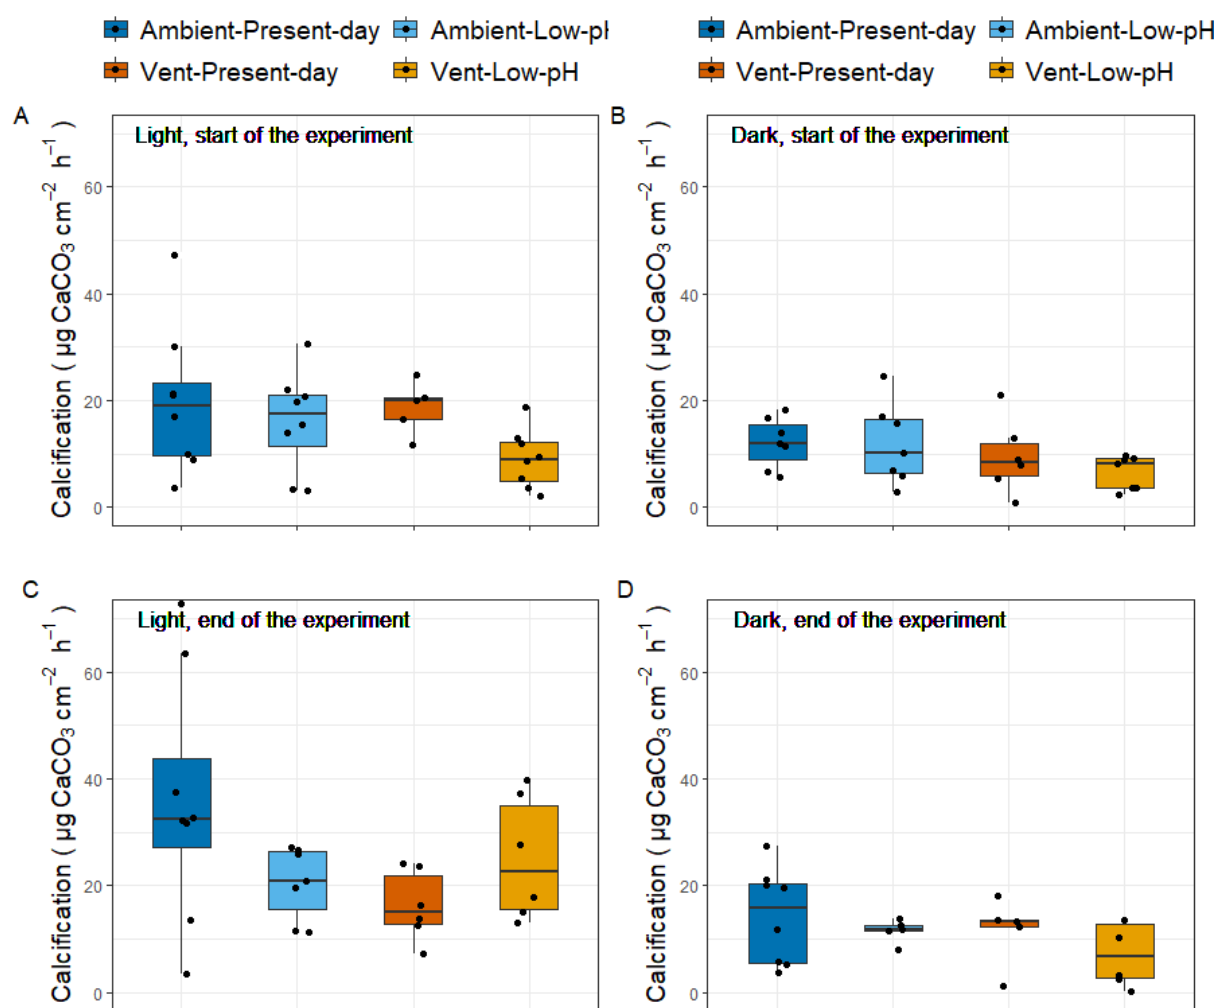 Ambient-Present-day Ambient-Low-pH
Vent-Present-day Vent-Low-pH
Ambient-Present-day Ambient-Low-pH
Vent-Present-day Vent-Low-pH
A
Light, start of the experiment
Calcification ( µg CaCO₃ cm⁻² h⁻¹ )
60
40
20
0
B
Dark, start of the experiment
Calcification ( µg CaCO₃ cm⁻² h⁻¹ )
60
40
20
0
C
Light, end of the experiment
Calcification ( µg CaCO₃ cm⁻² h⁻¹ )
60
40
20
0
D
Dark, end of the experiment
Calcification ( µg CaCO₃ cm⁻² h⁻¹ )
60
40
20
0